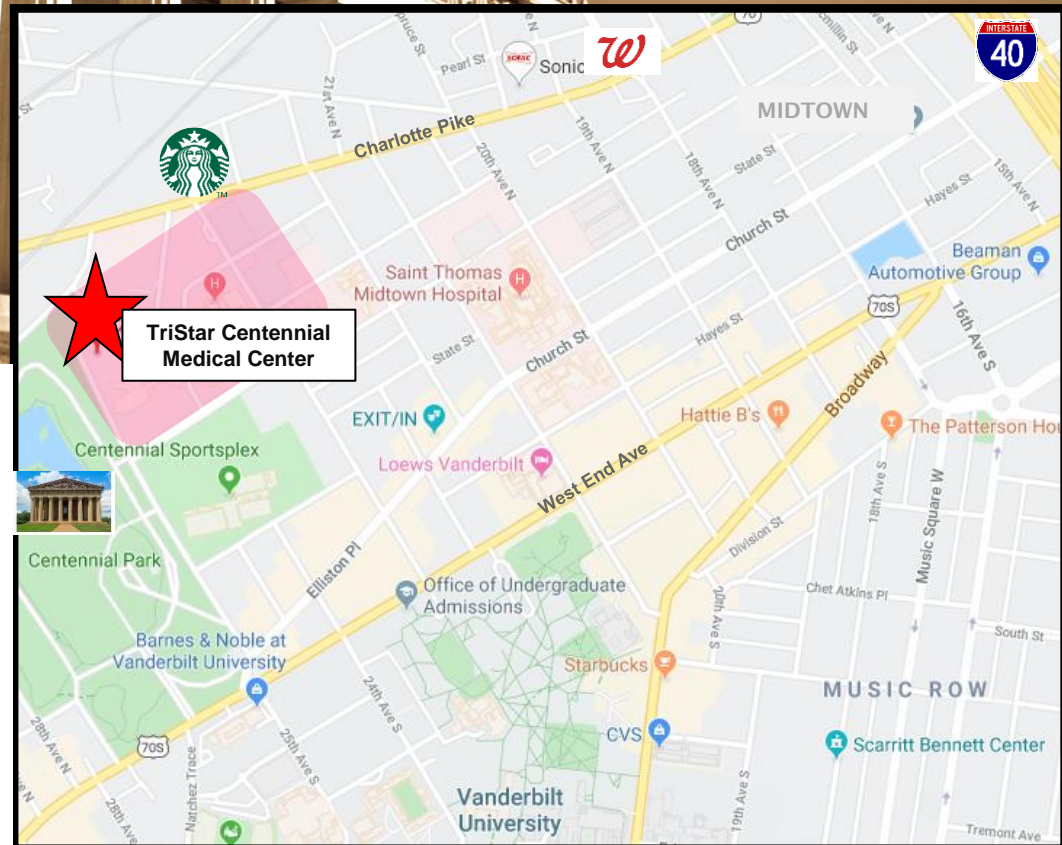 70
INTERSTATE
40
Spruce St
Pearl St
SONIC
Sonic
W
21st Ave N
MIDTOWN
Charlotte Pike
19th Ave N
State St
20th Ave N
18th Ave N
15th Ave N
Hayes St
TM
Church St
Beaman
Automotive Group
H
Saint Thomas
Midtown Hospital
H
70S
16th Ave S
TriStar Centennial
Medical Center
State St
Church St
Hayes St
Broadway
EXIT/IN
Hattie B's
The Patterson Hou
Centennial Sportsplex
Loews Vanderbilt
West End Ave
18th Ave S
Music Square W
Division St
Centennial Park
Elliston Pl
Office of Undergraduate
Admissions
20th Ave S
Chet Atkins Pl
South St
Barnes & Noble at
Vanderbilt University
Starbucks
MUSIC ROW
24th Ave S
28th Ave N
70S
25th Ave S
CVS
Scarritt Bennett Center
Natchez Trace
28th Ave
19th Ave S
Vanderbilt
University
Tremont Ave